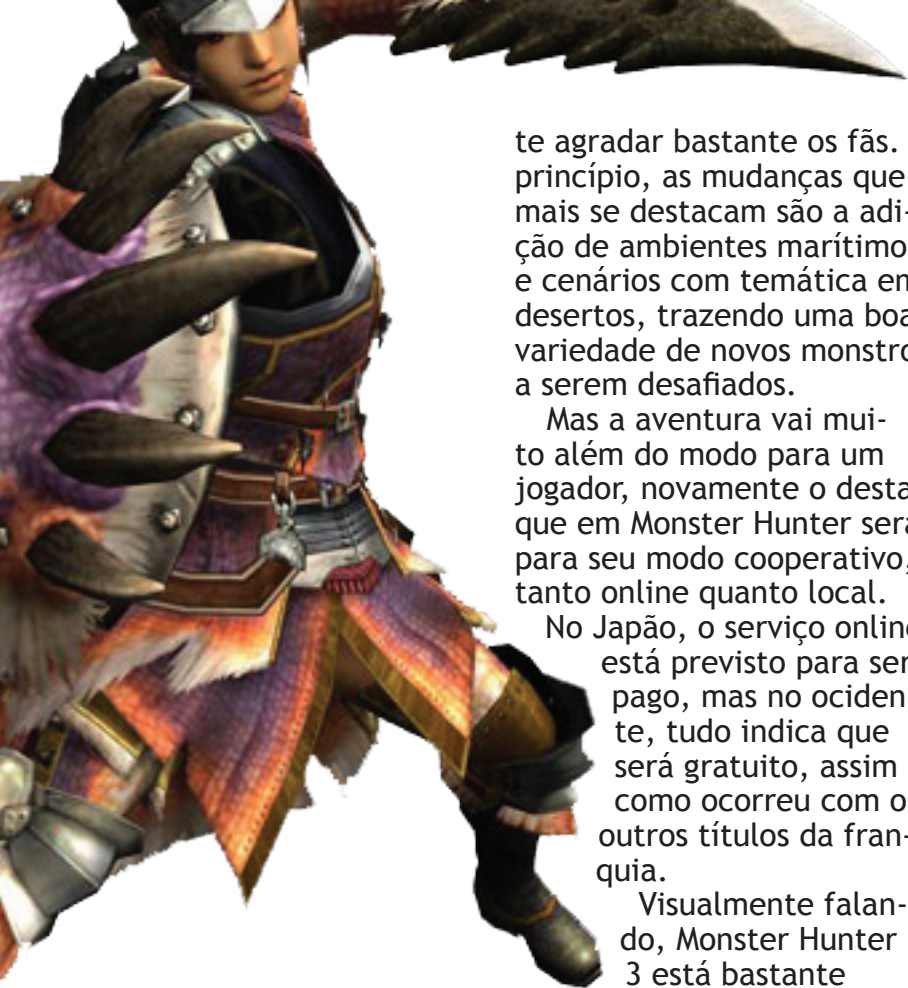 te agradar bastante os fãs.
princípio, as mudanças que
mais se destacam são a adi-
ção de ambientes marítimo
e cenários com temática
desertos, trazendo uma boa
variedade de novos monstro
a serem desafiados.
Mas a aventura vai mui-
to além do modo para um
jogador, novamente o desta
que em Monster Hunter será
para seu modo cooperativo,
tanto online quanto local.
No Japão, o serviço online
está previsto para ser
pago, mas no ociden
te, tudo indica que
será gratuito, assim
como ocorreu com o
outros títulos da fran-
quia.
Visualmente falan-
do, Monster Hunter
3 está bastante